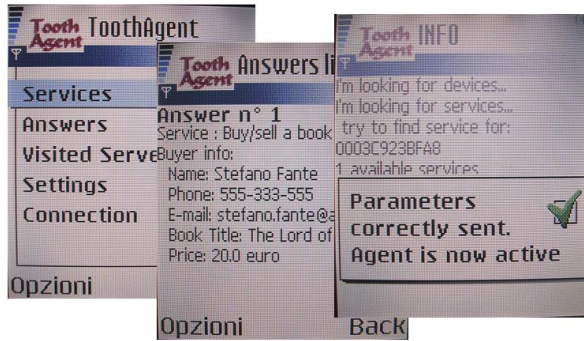 Tooth
Agent
ToothAgent
Services
Answers
Visited Serve
Settings
Connection
Opzioni
Tooth
Agent
Answers li
Answer n° 1
Service : Buy/sell a book
Buyer info:
Name: Stefano Fante
Phone: 555-333-555
E-mail: stefano.fante@a
Book Title: The Lord of
Price: 20.0 euro
Opzioni
Back
Tooth
Agent
INFO
I'm looking for devices...
I'm looking for services...
try to find service for:
0003C923BFA8
1 available services
Parameters
correctly sent.
Agent is now active